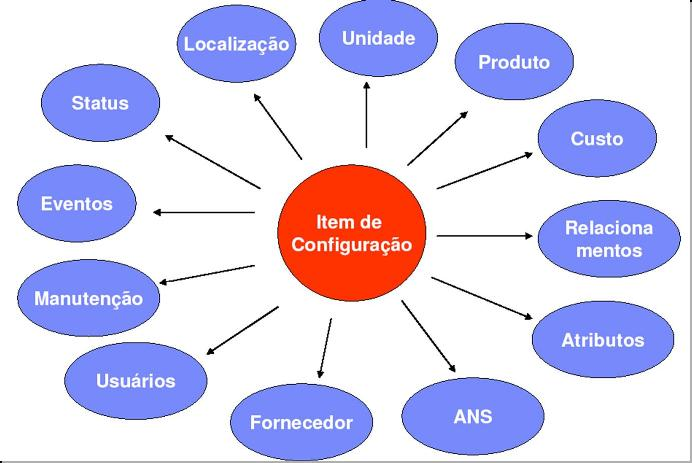 Localização
Unidade
Produto
Status
Custo
Eventos
Item de
Configuração
Relaciona
mentos
Manutenção
Atributos
Usuários
Fornecedor
ANS